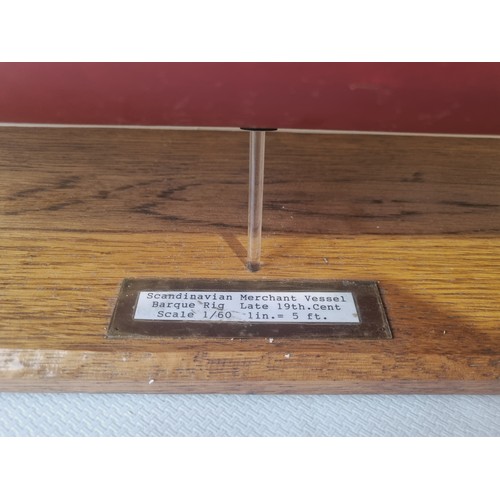 Scandinavian Merchant Vessel
Barque Rig Late 19th.Cent
Scale 1/60 1in.= 5 ft.